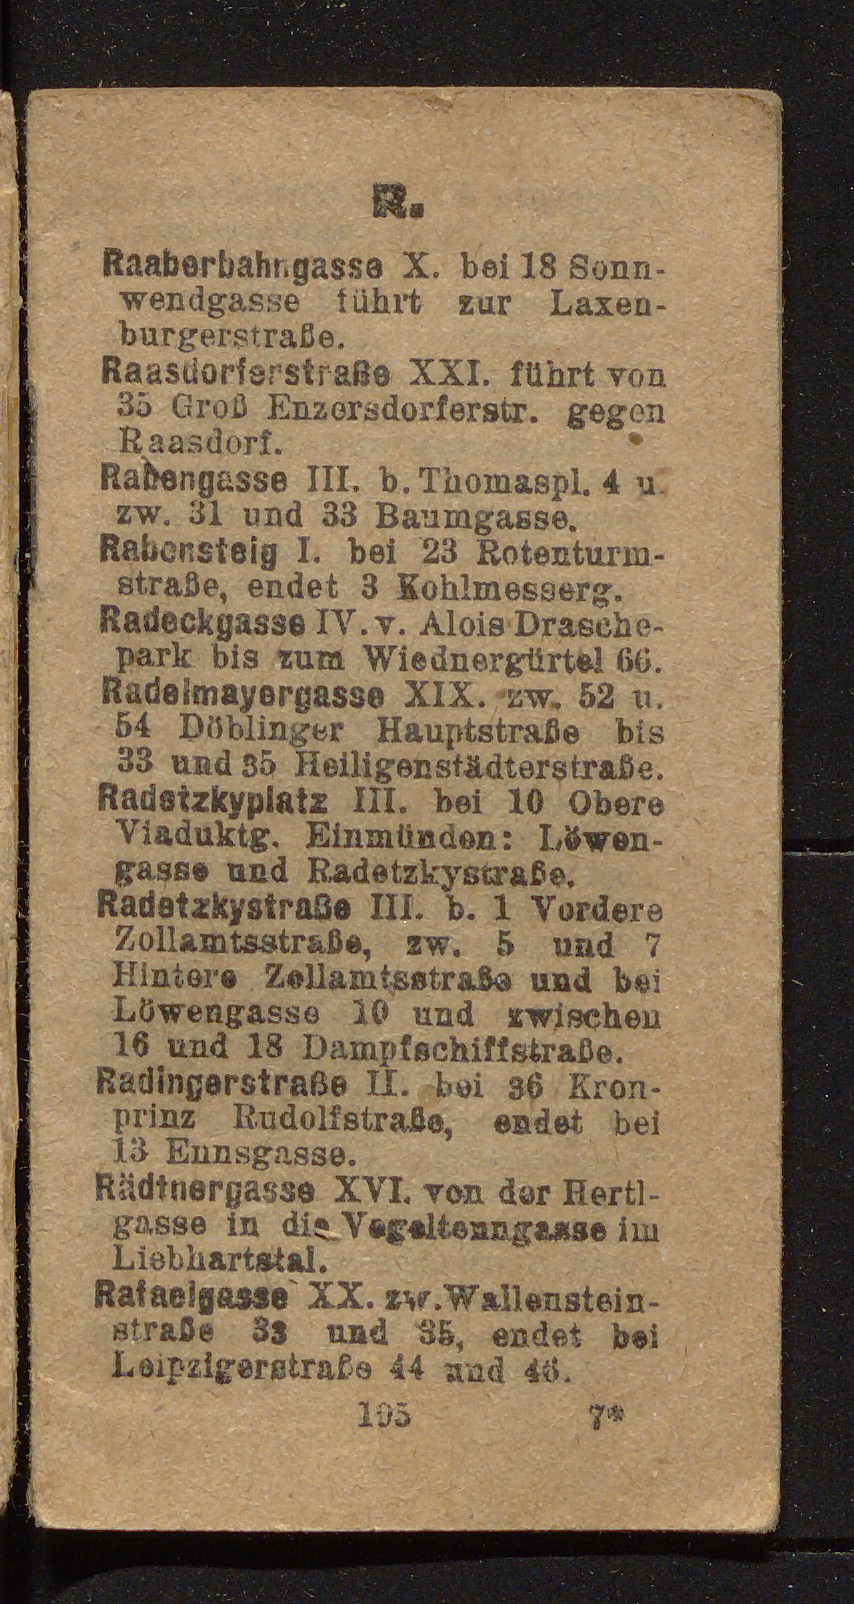 R.
Raaberbahngasse X. bei 18 Sonn-
wendgasse führt zur Laxen-
burgerstraße.
Raasdorferstraße XXI. führt von
35 Groß Enzersdorferstr. gegen
Raasdorf.
Rabengasse III. b. Thomaspl. 4 u.
zw. 31 und 33 Baumgasse.
Rabensteig I. bei 23 Rotenturm-
straße, endet 3 Kohlmesserg.
Radeckgasse IV. v. Alois Drasche-
park bis zum Wiednergürtel 66.
Radelmayergasse XIX. zw. 52 u.
54 Döblinger Hauptstraße bis
33 und 35 Heiligenstädterstraße.
Radetzkyplatz III. bei 10 Obere
Viaduktg. Einmünden: Löwen-
gasse und Radetzkystraße.
Radetzkystraße III. b. 1 Vordere
Zollamtsstraße, zw. 5 und 7
Hintere Zollamtsstraße und bei
Löwengasse 10 und zwischen
16 und 18 Dampfschiffstraße.
Radingerstraße II. bei 36 Kron-
prinz Rudolfstraße, endet bei
13 Ennsgasse.
Rädtnergasse XVI. von der Hertl-
gasse in die Vogeltenngasse im
Liebhartstal.
Rafaelgasse XX. zw. Wallenstein-
straße 33 und 35, endet bei
Leipzigerstraße 44 und 46.
195 7*